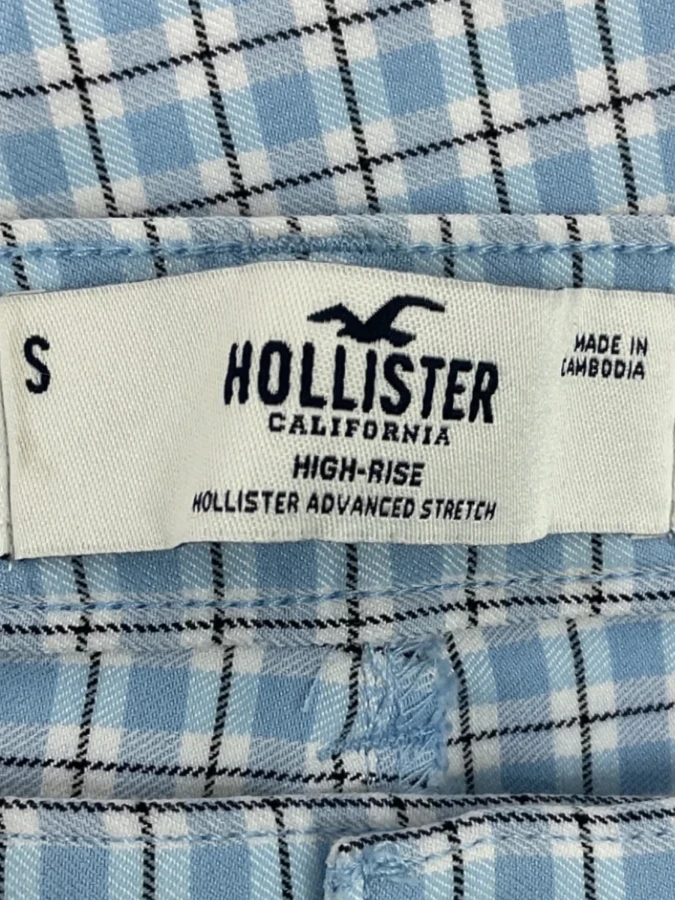 S
HOLLISTER
CALIFORNIA
HIGH-RISE
HOLLISTER ADVANCED STRETCH
MADE IN
CAMBODIA